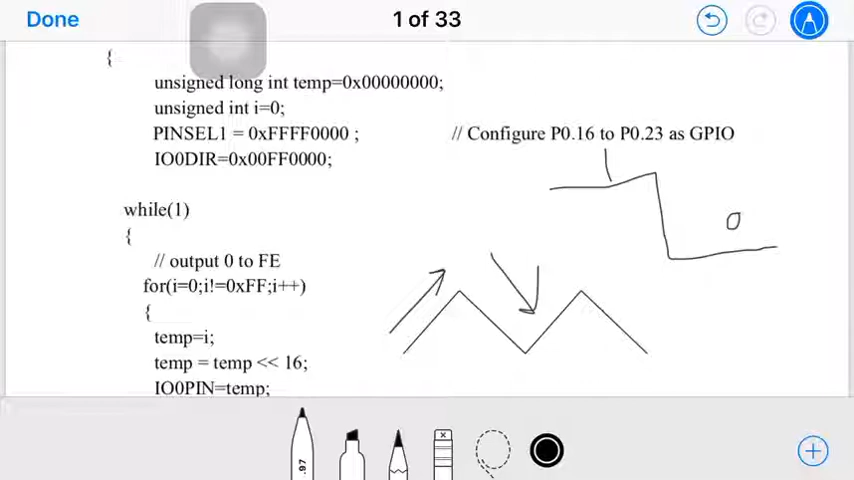 Done
1 of 33
{
unsigned long int temp=0x00000000;
unsigned int i=0;
PINSEL1 = 0xFFFF0000 ; // Configure P0.16 to P0.23 as GPIO
IO0DIR=0x00FF0000;
while(1)
{
0
// output 0 to FE
for(i=0;i!=0xFF;i++)
{
temp=i;
temp = temp << 16;
IO0PIN=temp;
.97